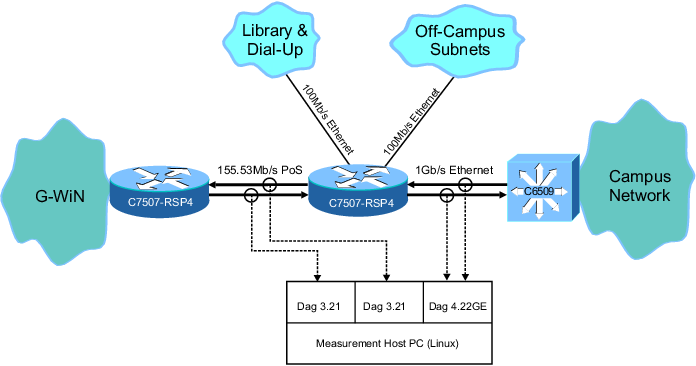 Library &
Dial-Up
Off-Campus
Subnets
100Mb/s Ethernet
100Mb/s Ethernet
G-WiN
155.53Mb/s PoS
1Gb/s Ethernet
C7507-RSP4
C7507-RSP4
C6509
Campus
Network
Dag 3.21
Dag 3.21
Dag 4.22GE
Measurement Host PC (Linux)